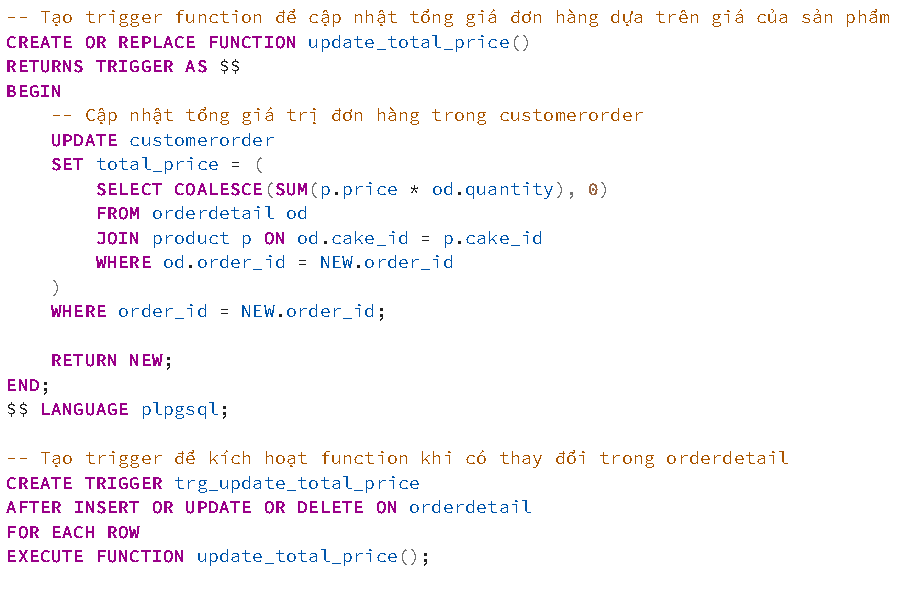 -- Tạo trigger function để cập nhật tổng giá đơn hàng dựa trên giá của sản phẩm
CREATE OR REPLACE FUNCTION update_total_price()
RETURNS TRIGGER AS $$
BEGIN
    -- Cập nhật tổng giá trị đơn hàng trong customerorder
    UPDATE customerorder
    SET total_price = (
        SELECT COALESCE(SUM(p.price * od.quantity), 0)
        FROM orderdetail od
        JOIN product p ON od.cake_id = p.cake_id
        WHERE od.order_id = NEW.order_id
    )
    WHERE order_id = NEW.order_id;

    RETURN NEW;
END;
$$ LANGUAGE plpgsql;

-- Tạo trigger để kích hoạt function khi có thay đổi trong orderdetail
CREATE TRIGGER trg_update_total_price
AFTER INSERT OR UPDATE OR DELETE ON orderdetail
FOR EACH ROW
EXECUTE FUNCTION update_total_price();